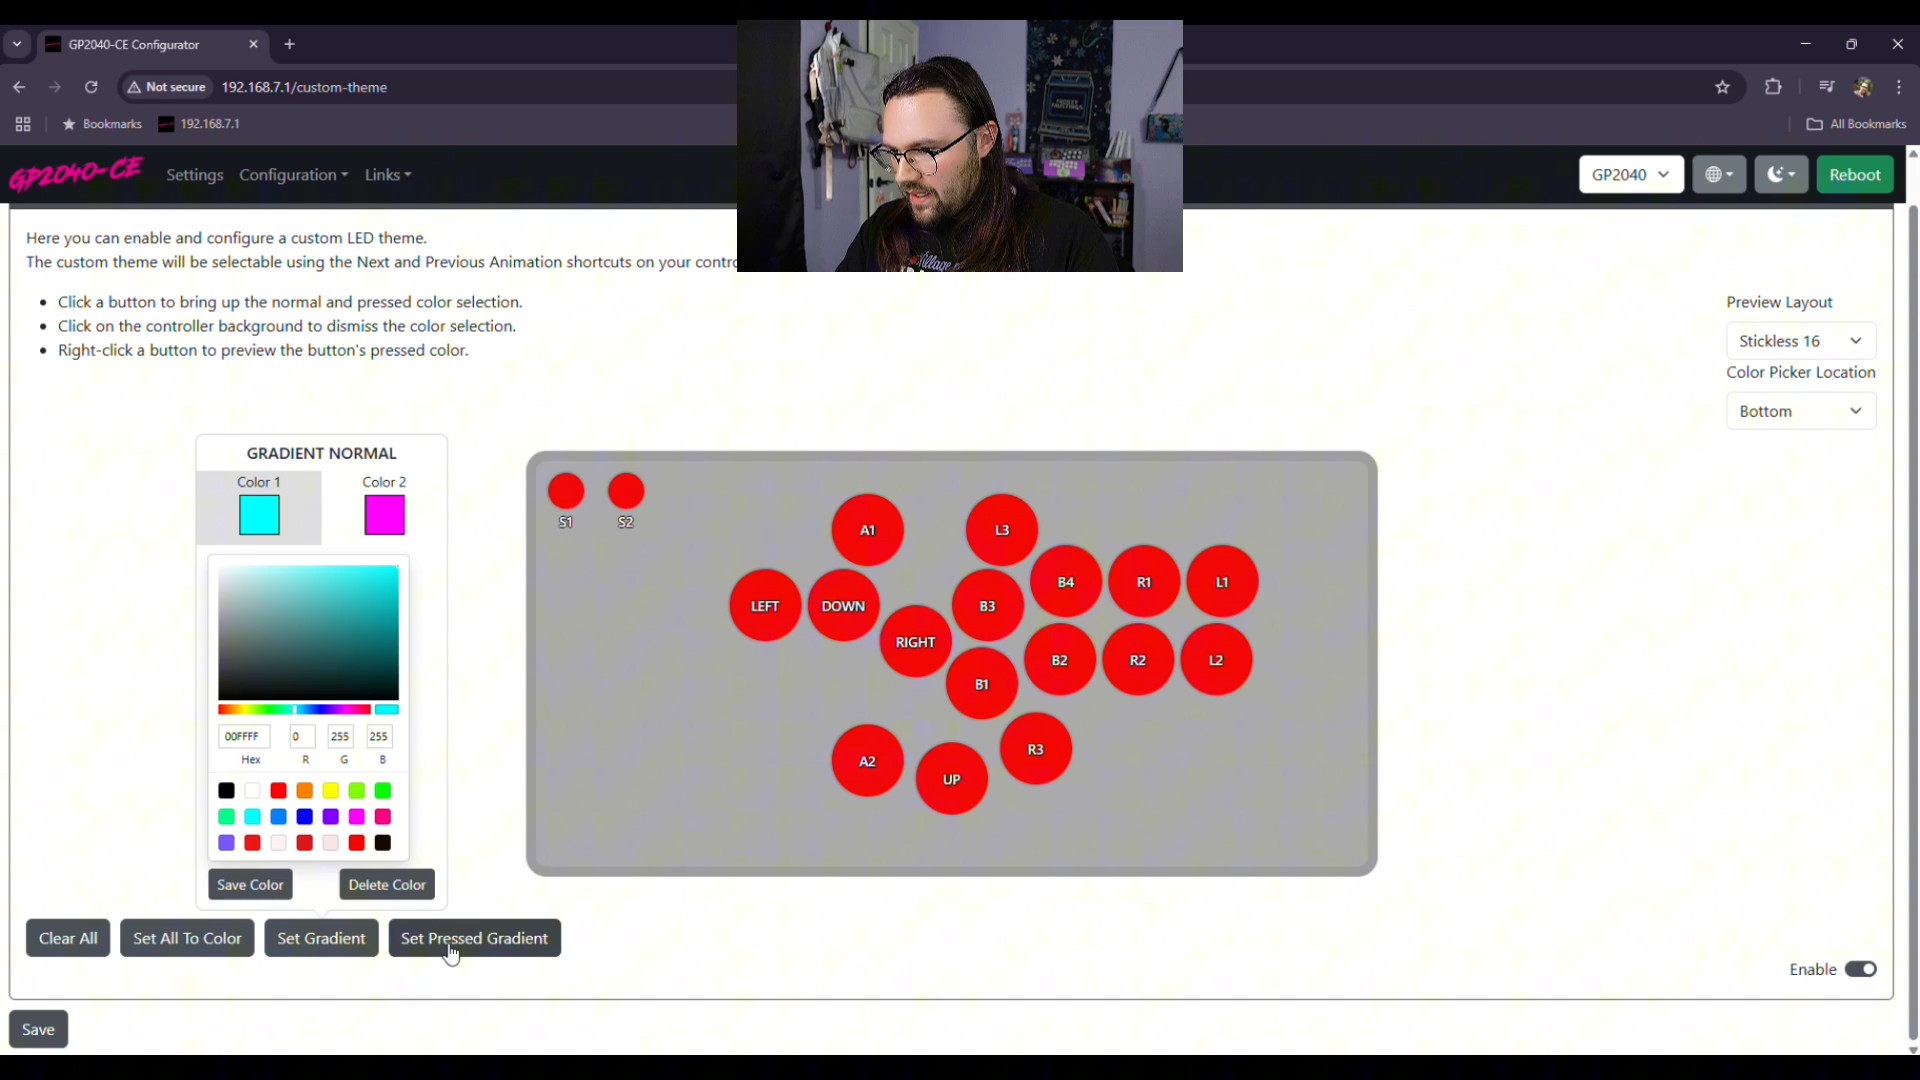 GP2040-CE Configurator
Not secure
192.168.7.1/custom-theme
Bookmarks
192.168.7.1
All Bookmarks
GP2040-CE
Settings
Configuration
Links
GP2040
Reboot
Here you can enable and configure a custom LED theme.
The custom theme will be selectable using the Next and Previous Animation shortcuts on your
Click a button to bring up the normal and pressed color selection.
Click on the controller background to dismiss the color selection.
Right-click a button to preview the button's pressed color.
Preview Layout
Stickless 16
Color Picker Location
Bottom
GRADIENT NORMAL
Color 1
Color 2
00FFFF
0
255
255
Hex
R
G
B
Save Color
Delete Color
S1
S2
A1
L3
B4
R1
L1
LEFT
DOWN
B3
RIGHT
B2
R2
L2
B1
R3
A2
UP
Clear All
Set All To Color
Set Gradient
Set Pressed Gradient
Enable
Save